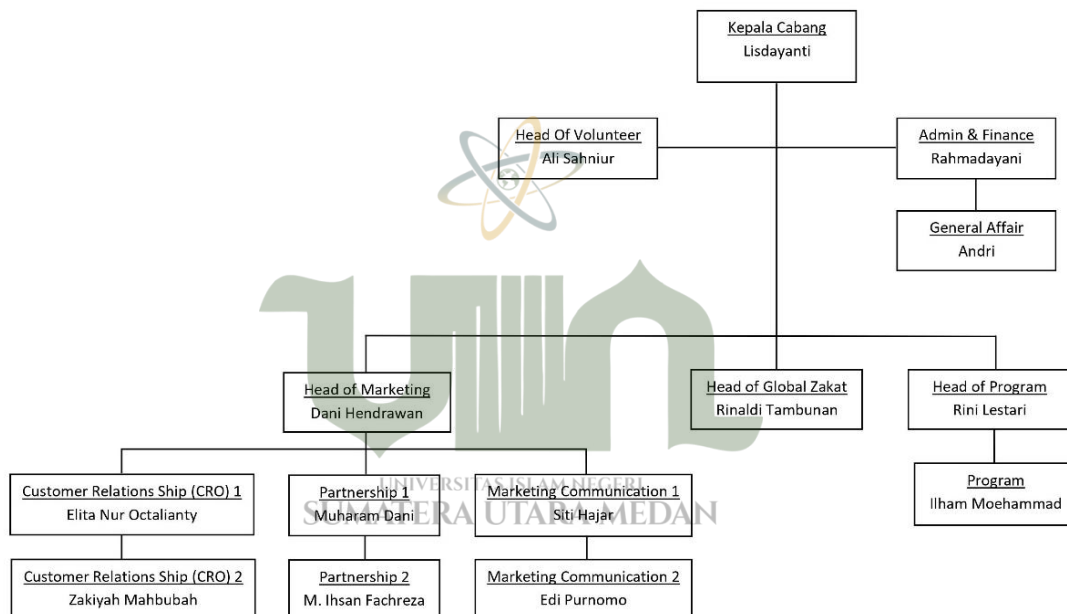 Kepala Cabang
Lisdayanti
Head Of Volunteer
Ali Sahniur
Admin & Finance
Rahmadayani
General Affair
Andri
Head of Marketing
Dani Hendrawan
Head of Global Zakat
Rinaldi Tambunan
Head of Program
Rini Lestari
Customer Relations Ship (CRO) 1
Elita Nur Octalianty
Partnership 1
Muharam Dani
Marketing Communication 1
Siti Hajar
Program
Ilham Moehammad
UNIVERSITAS ISLAM NEGERI
SUMATERA UTARA MEDAN
Customer Relations Ship (CRO) 2
Zakiyah Mahbubah
Partnership 2
M. Ihsan Fachreza
Marketing Communication 2
Edi Purnomo